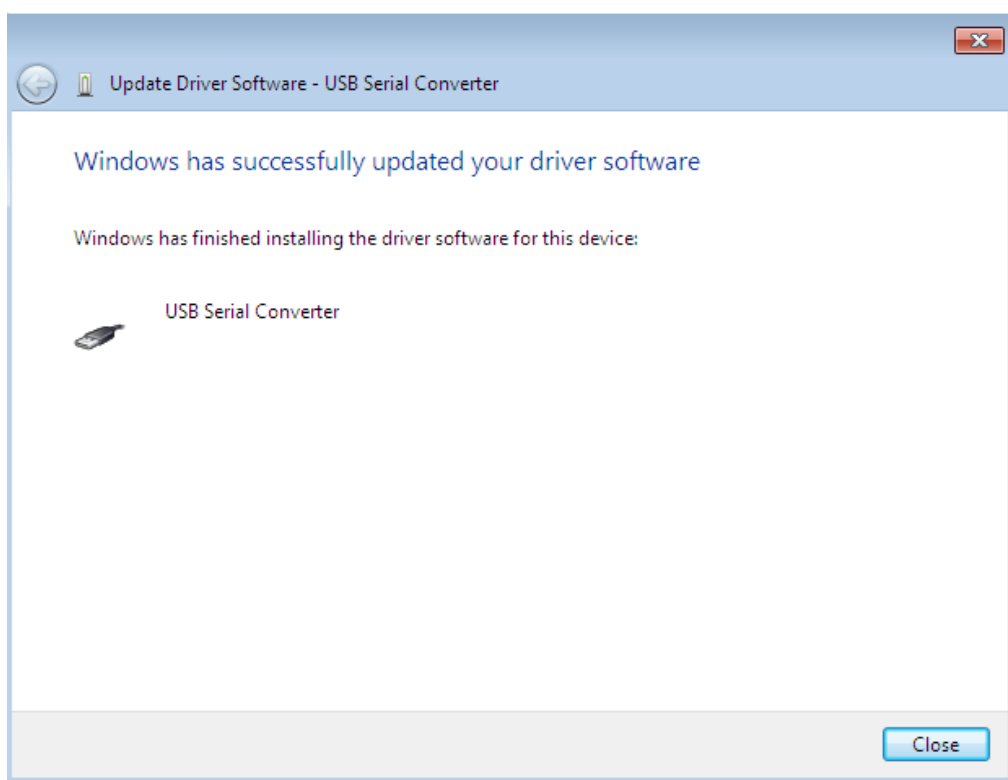 Update Driver Software - USB Serial Converter
Windows has successfully updated your driver software
Windows has finished installing the driver software for this device:
USB Serial Converter
Close